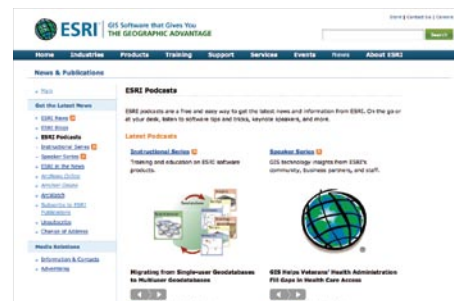 ESRI
GIS Software that Gives You
THE GEOGRAPHIC ADVANTAGE
Search
Home Industries Products Training Support Services Events News About ESRI
News & Publications
Main
Get the Latest News
ESRI News
ESRI Blogs
ESRI Podcasts
Instructional Series
Speaker Series
ESRI in the News
ArcNews Online
ArcUser Online
ArcWatch
Subscribe to ESRI
Publications
Unsubscribe
Change of Address
Media Relations
Information & Contacts
Advertising
ESRI Podcasts
ESRI podcasts are a free and easy way to get the latest news and information from ESRI. On the go or
at your desk, listen to software tips and tricks, keynote speakers, and more.
Latest Podcasts
Instructional Series
Training and education on ESRI software
products.
Migrating from Single-user Geodatabases
to Multiuser Geodatabases
Speaker Series
GIS technology insights from ESRI's
community, business partners, and staff.
GIS Helps Veterans' Health Administration
Fill Gaps in Health Care Access